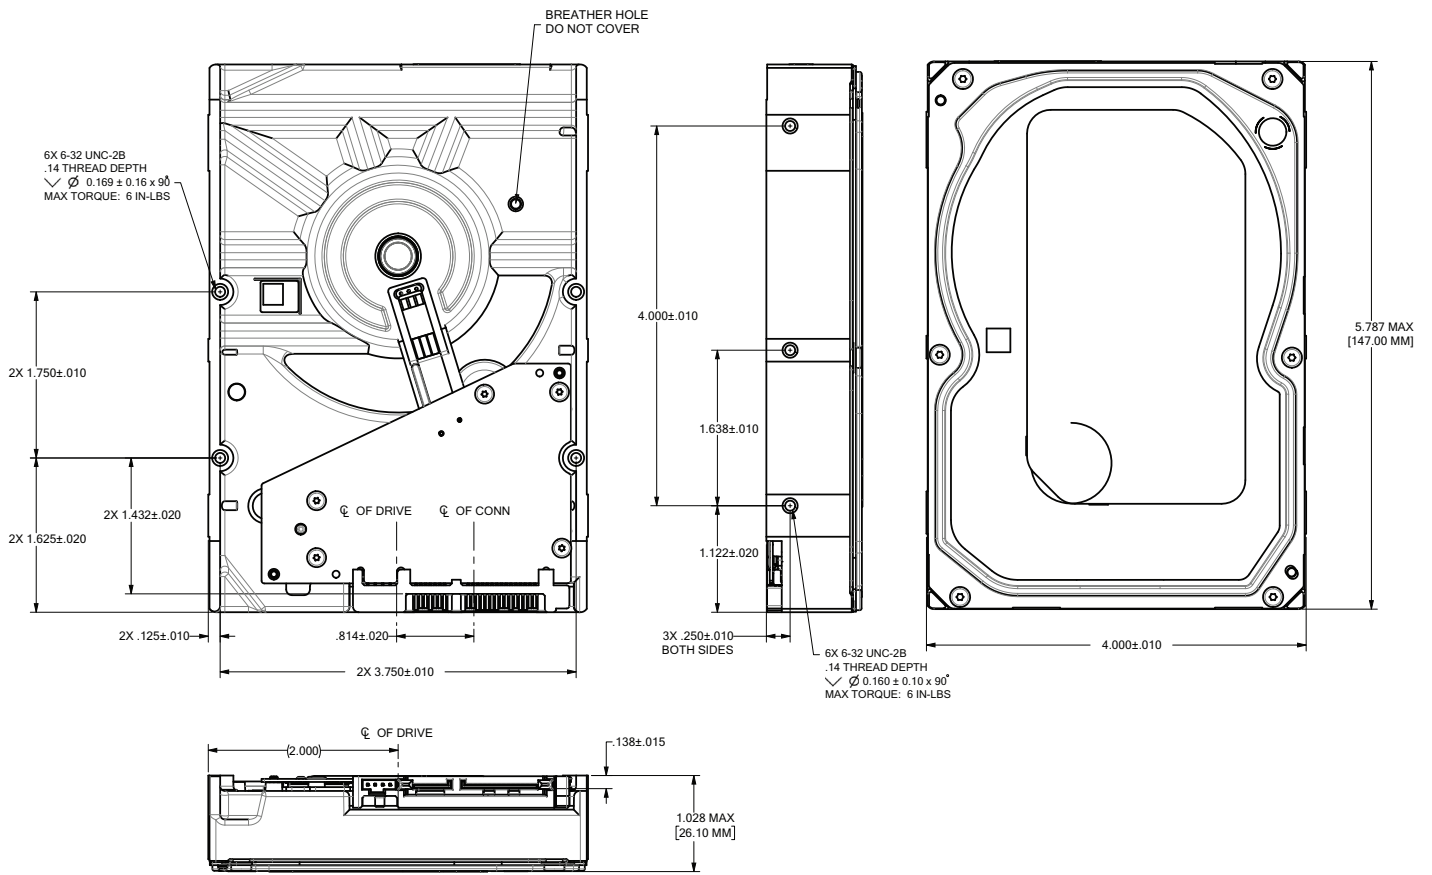 BREATHER HOLE
DO NOT COVER
6X 6-32 UNC-2B
.14 THREAD DEPTH
⌵ Ø 0.169 ± 0.16 x 90°
MAX TORQUE: 6 IN-LBS
2X 1.750±.010
2X 1.432±.020
2X 1.625±.020
℄ OF DRIVE
℄ OF CONN
2X .125±.010
.814±.020
2X 3.750±.010
4.000±.010
1.638±.010
1.122±.020
3X .250±.010
BOTH SIDES
6X 6-32 UNC-2B
.14 THREAD DEPTH
⌵ Ø 0.160 ± 0.10 x 90°
MAX TORQUE: 6 IN-LBS
5.787 MAX
[147.00 MM]
4.000±.010
℄ OF DRIVE
(2.000)
.138±.015
1.028 MAX
[26.10 MM]